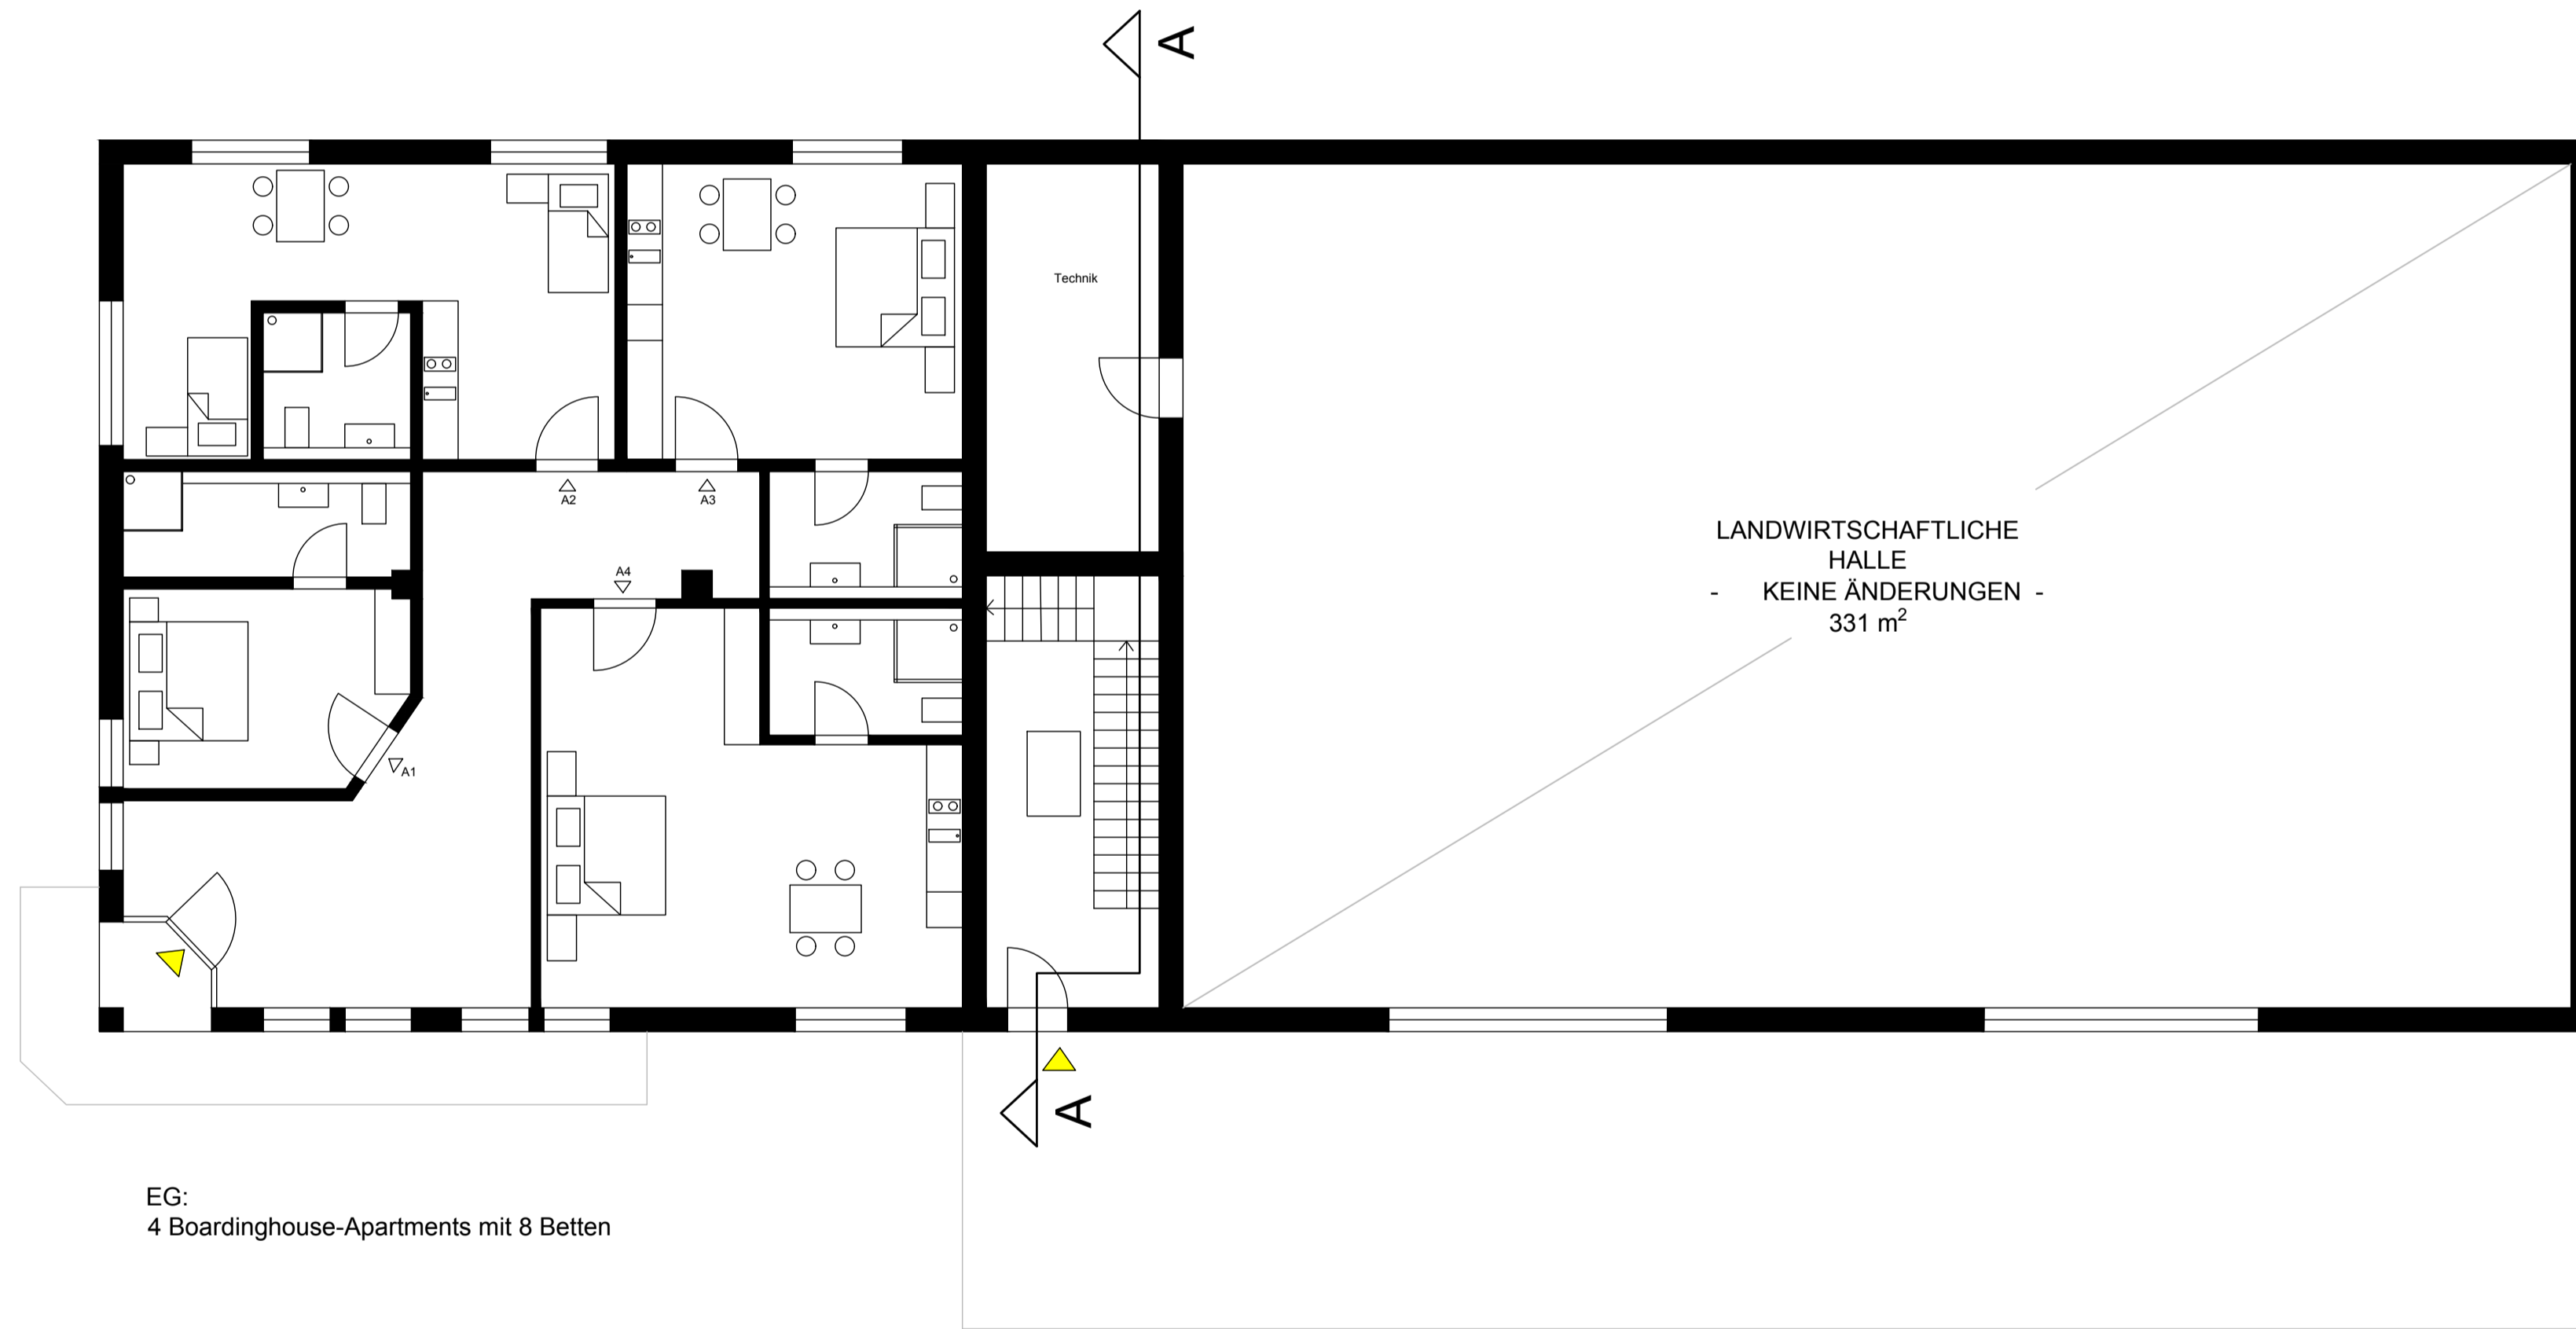 A
Technik
A2
A3
A4
LANDWIRTSCHAFTLICHE
HALLE
- KEINE ÄNDERUNGEN -
331 m²
A1
A
EG:
4 Boardinghouse-Apartments mit 8 Betten